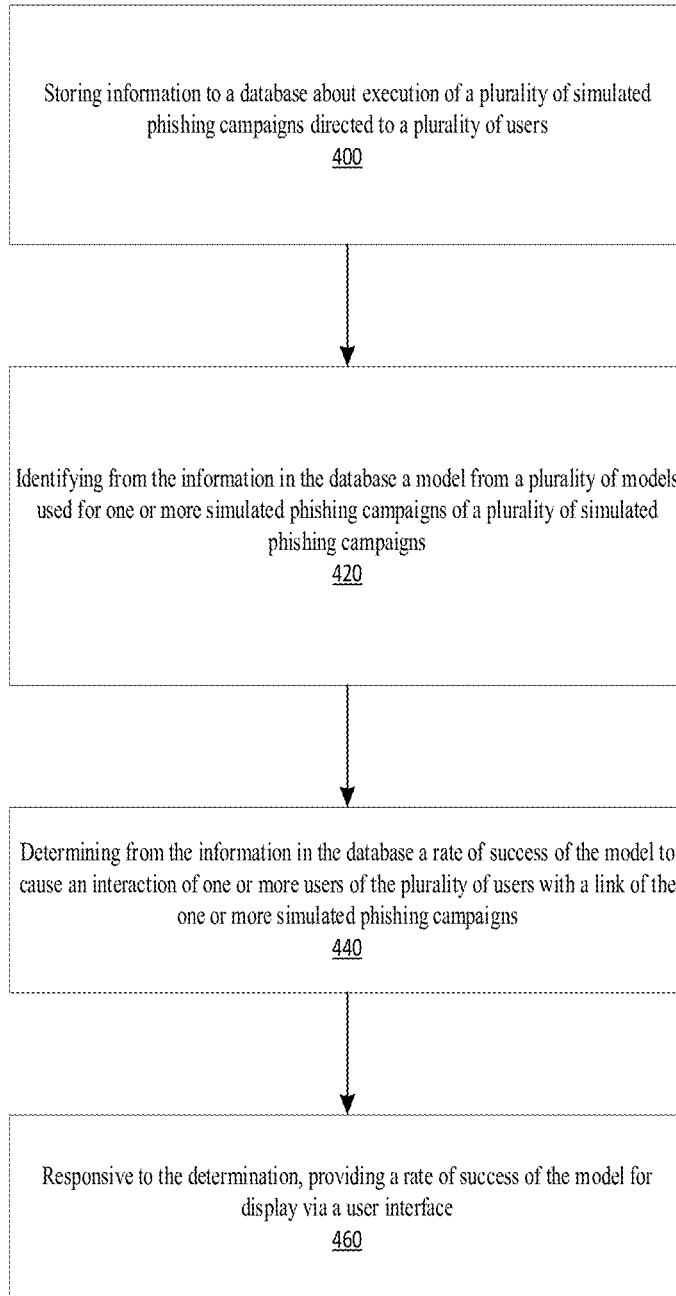 Storing information to a database about execution of a plurality of simulated
phishing campaigns directed to a plurality of users
400
Identifying from the information in the database a model from a plurality of models
used for one or more simulated phishing campaigns of a plurality of simulated
phishing campaigns
420
Determining from the information in the database a rate of success of the model to
cause an interaction of one or more users of the plurality of users with a link of the
one or more simulated phishing campaigns
440
Responsive to the determination, providing a rate of success of the model for
display via a user interface
460